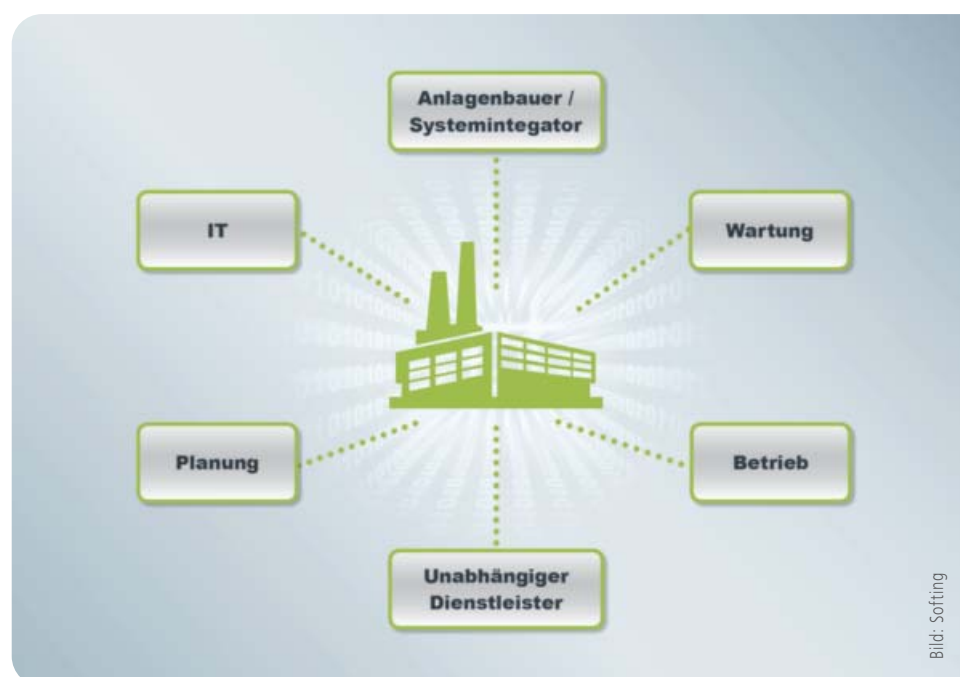 Anlagenbauer /
Systemintegator
IT
Wartung
Planung
Betrieb
Unabhängiger
Dienstleister
Bild: Softing